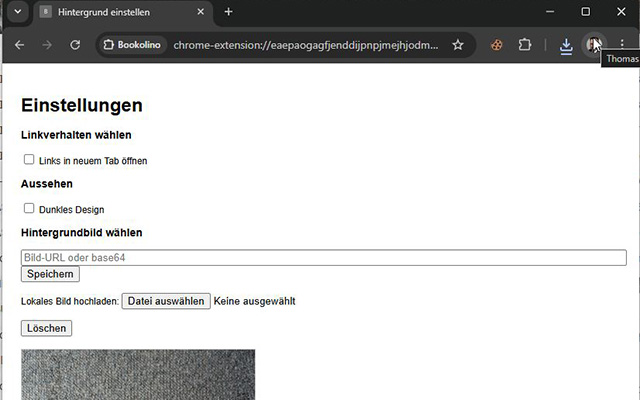 Hintergrund einstellen
Bookolino chrome-extension://eaepaogagfjenddijpnpjmejhjodm...
Thomas
Einstellungen
Linkverhalten wählen
Links in neuem Tab öffnen
Aussehen
Dunkles Design
Hintergrundbild wählen
Bild-URL oder base64
Speichern
Lokales Bild hochladen: Datei auswählen Keine ausgewählt
Löschen